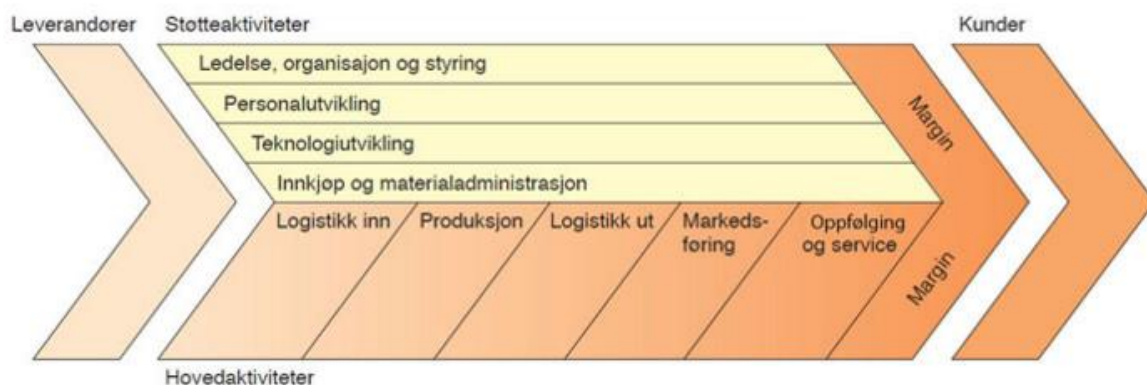 Leverandører
Støtteaktiviteter
Kunder
Ledelse, organisajon og styring
Personalutvikling
Teknologiutvikling
Innkjøp og materialadministrasjon
Margin
Logistikk inn
Produksjon
Logistikk ut
Markeds-
føring
Oppfølging
og service
Margin
Hovedaktiviteter